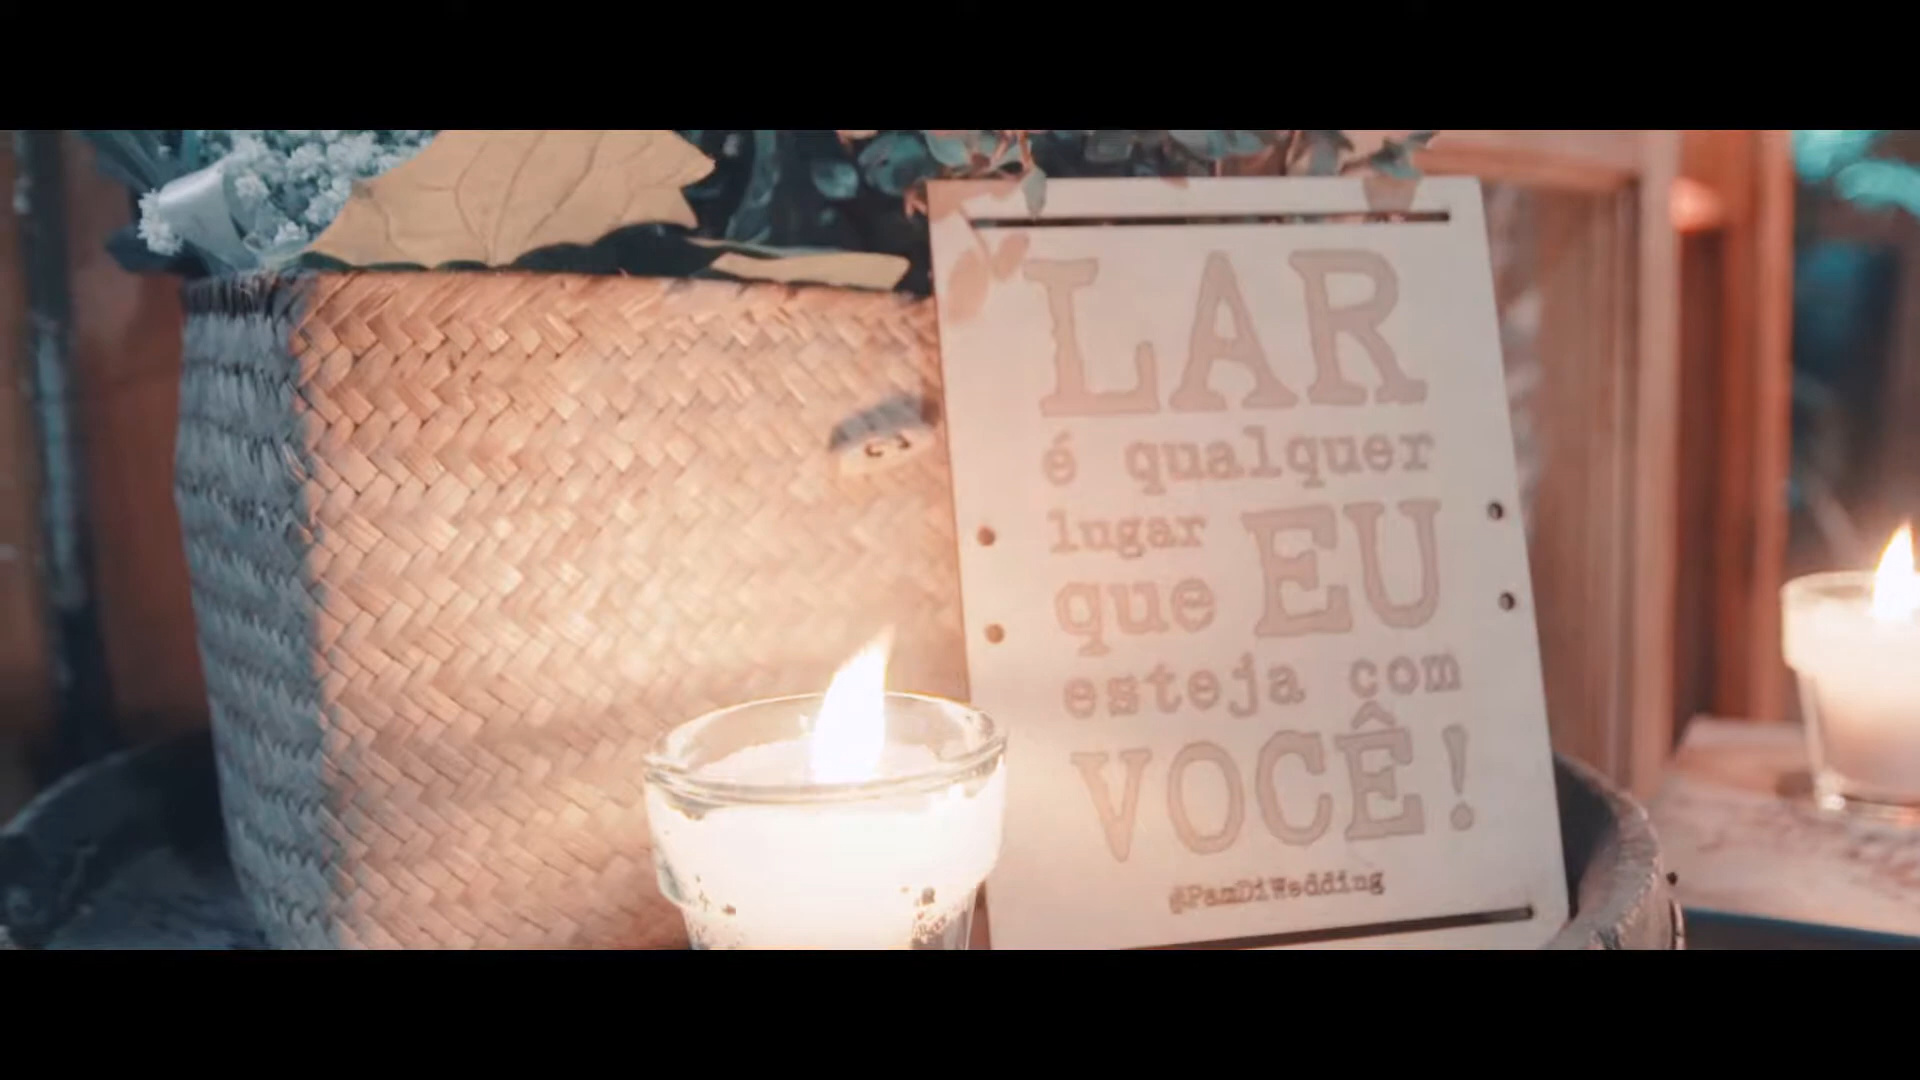 LAR
é qualquer
lugar
que EU
esteja com
VOCÊ!
@PamDiWedding